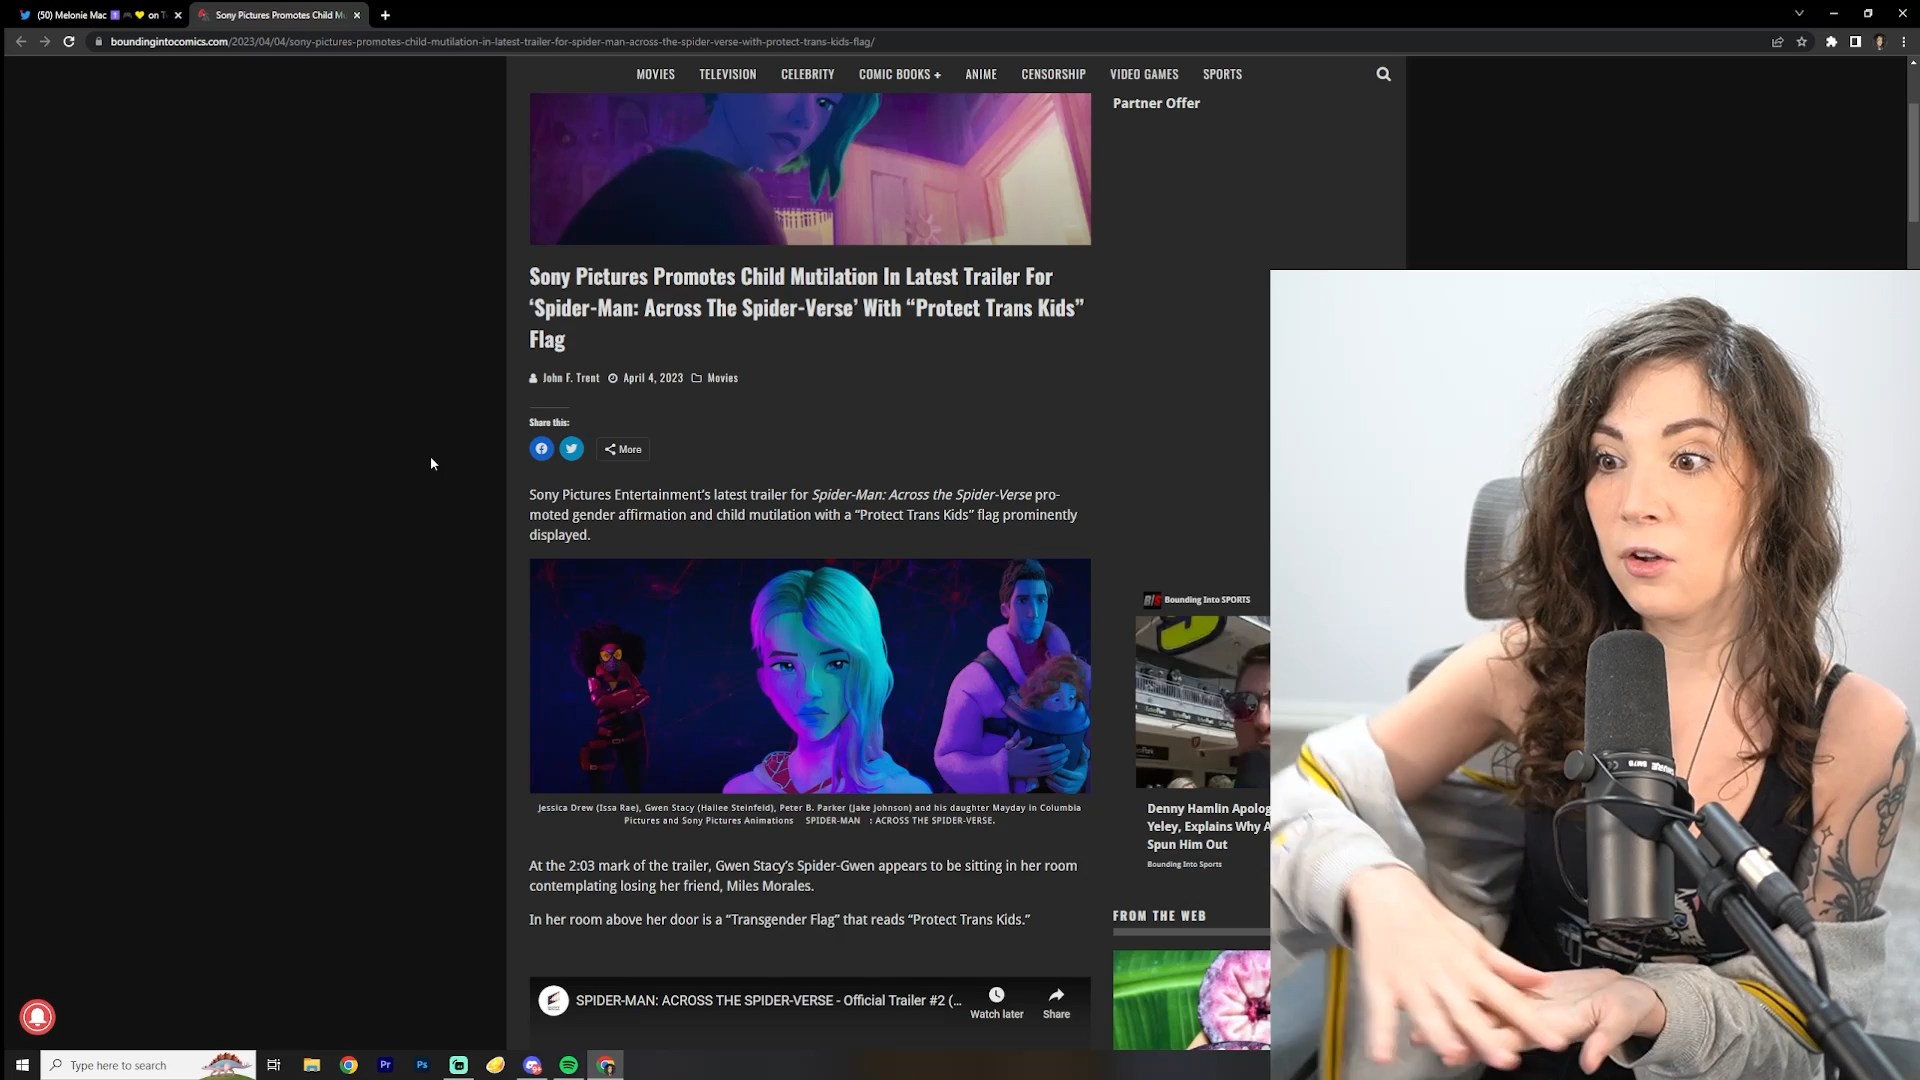 (50) Melonie Mac
on T
Sony Pictures Promotes Child Mu
boundingintocomics.com/2023/04/04/sony-pictures-promotes-child-mutilation-in-latest-trailer-for-spider-man-across-the-spider-verse-with-protect-trans-kids-flag/
MOVIES TELEVISION CELEBRITY COMIC BOOKS + ANIME CENSORSHIP VIDEO GAMES SPORTS
Partner Offer
Sony Pictures Promotes Child Mutilation In Latest Trailer For
‘Spider-Man: Across The Spider-Verse’ With “Protect Trans Kids”
Flag
John F. Trent April 4, 2023 Movies
Share this:
More
Sony Pictures Entertainment’s latest trailer for Spider-Man: Across the Spider-Verse pro-
moted gender affirmation and child mutilation with a “Protect Trans Kids” flag prominently
displayed.
Jessica Drew (Issa Rae), Gwen Stacy (Hailee Steinfeld), Peter B. Parker (Jake Johnson) and his daughter Mayday in Columbia
Pictures and Sony Pictures Animations SPIDER-MAN : ACROSS THE SPIDER-VERSE.
At the 2:03 mark of the trailer, Gwen Stacy’s Spider-Gwen appears to be sitting in her room
contemplating losing her friend, Miles Morales.
In her room above her door is a “Transgender Flag” that reads “Protect Trans Kids.”
SPIDER-MAN: ACROSS THE SPIDER-VERSE - Official Trailer #2 (...
Watch later
Share
B/S Bounding Into SPORTS
Denny Hamlin Apolog
Yeley, Explains Why A
Spun Him Out
Bounding Into Sports
FROM THE WEB
Type here to search
Pr
Ps